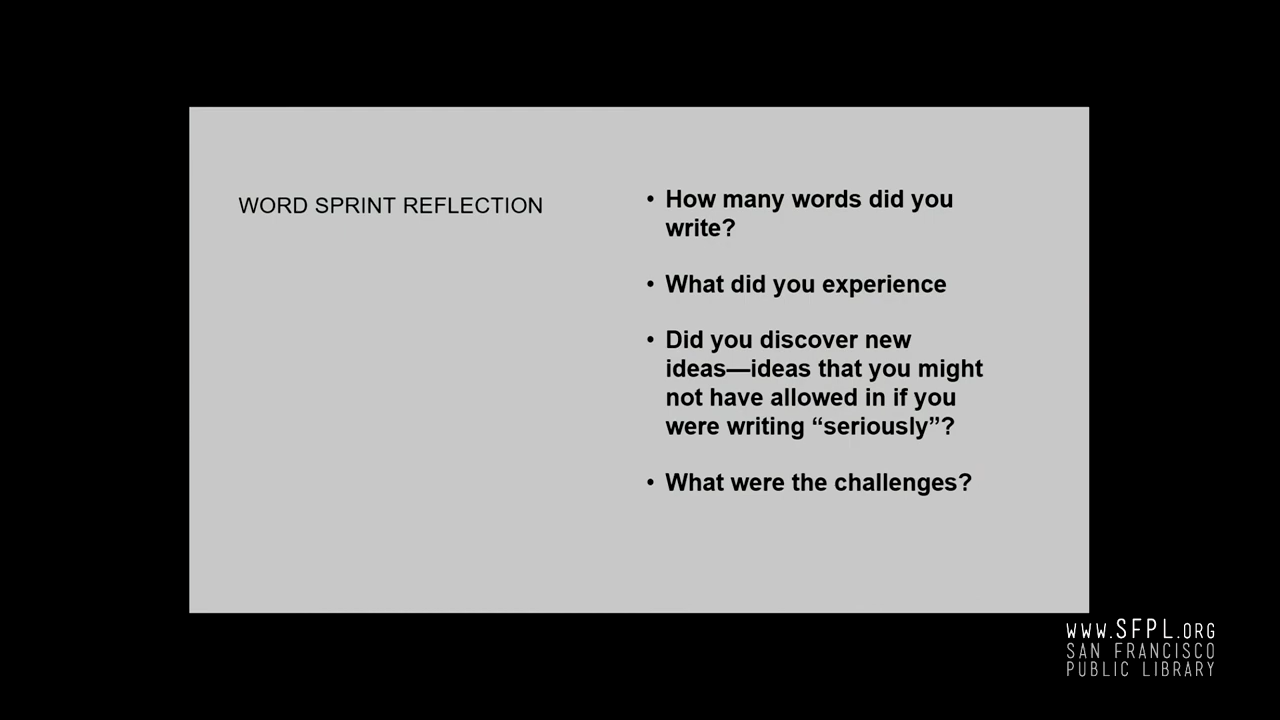 WORD SPRINT REFLECTION
• How many words did you
write?
• What did you experience
• Did you discover new
ideas—ideas that you might
not have allowed in if you
were writing “seriously”?
• What were the challenges?
WWW.SFPL.ORG
SAN FRANCISCO
PUBLIC LIBRARY